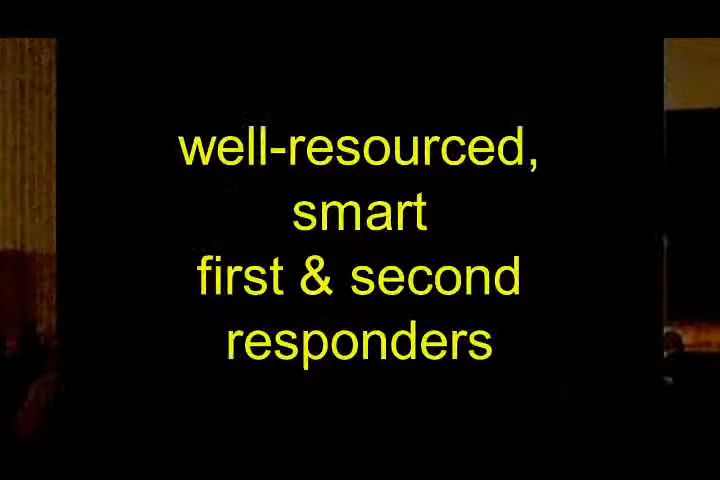 well-resourced,
smart
first & second
responders